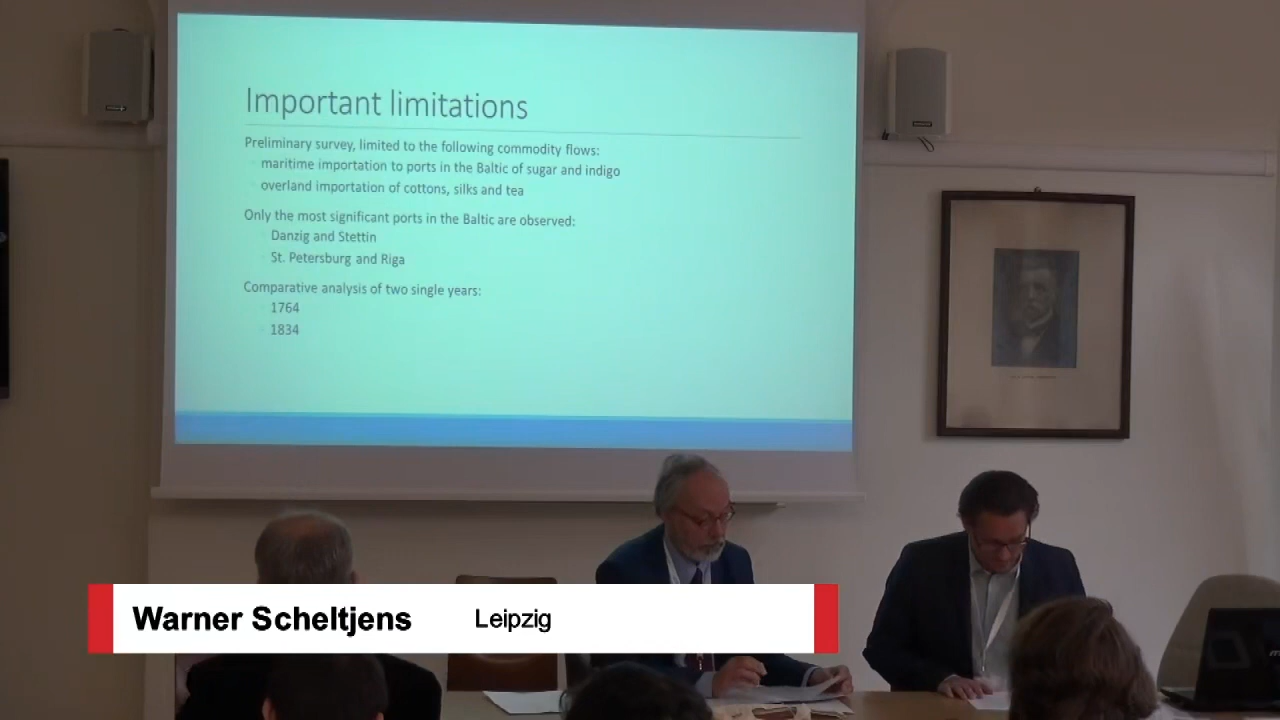 Important limitations
Preliminary survey, limited to the following commodity flows:
maritime importation to ports in the Baltic of sugar and indigo
overland importation of cottons, silks and tea
Only the most significant ports in the Baltic are observed:
Danzig and Stettin
St. Petersburg and Riga
Comparative analysis of two single years:
1764
1834
Warner Scheltjens Leipzig